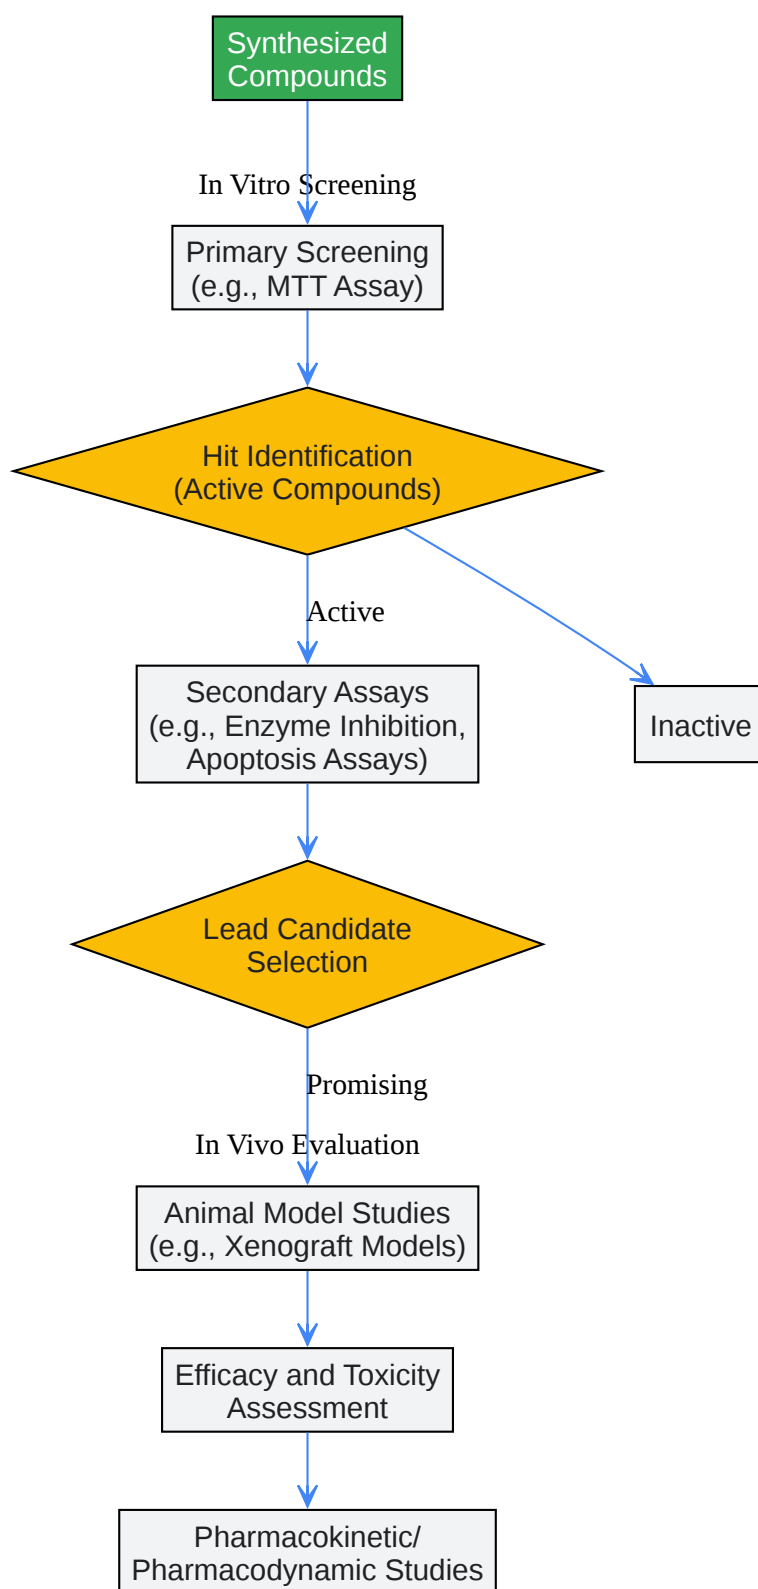 Synthesized
Compounds
In Vitro Screening
Primary Screening
(e.g., MTT Assay)
Hit Identification
(Active Compounds)
Active
Secondary Assays
(e.g., Enzyme Inhibition,
Apoptosis Assays)
Inactive
Lead Candidate
Selection
Promising
In Vivo Evaluation
Animal Model Studies
(e.g., Xenograft Models)
Efficacy and Toxicity
Assessment
Pharmacokinetic/
Pharmacodynamic Studies